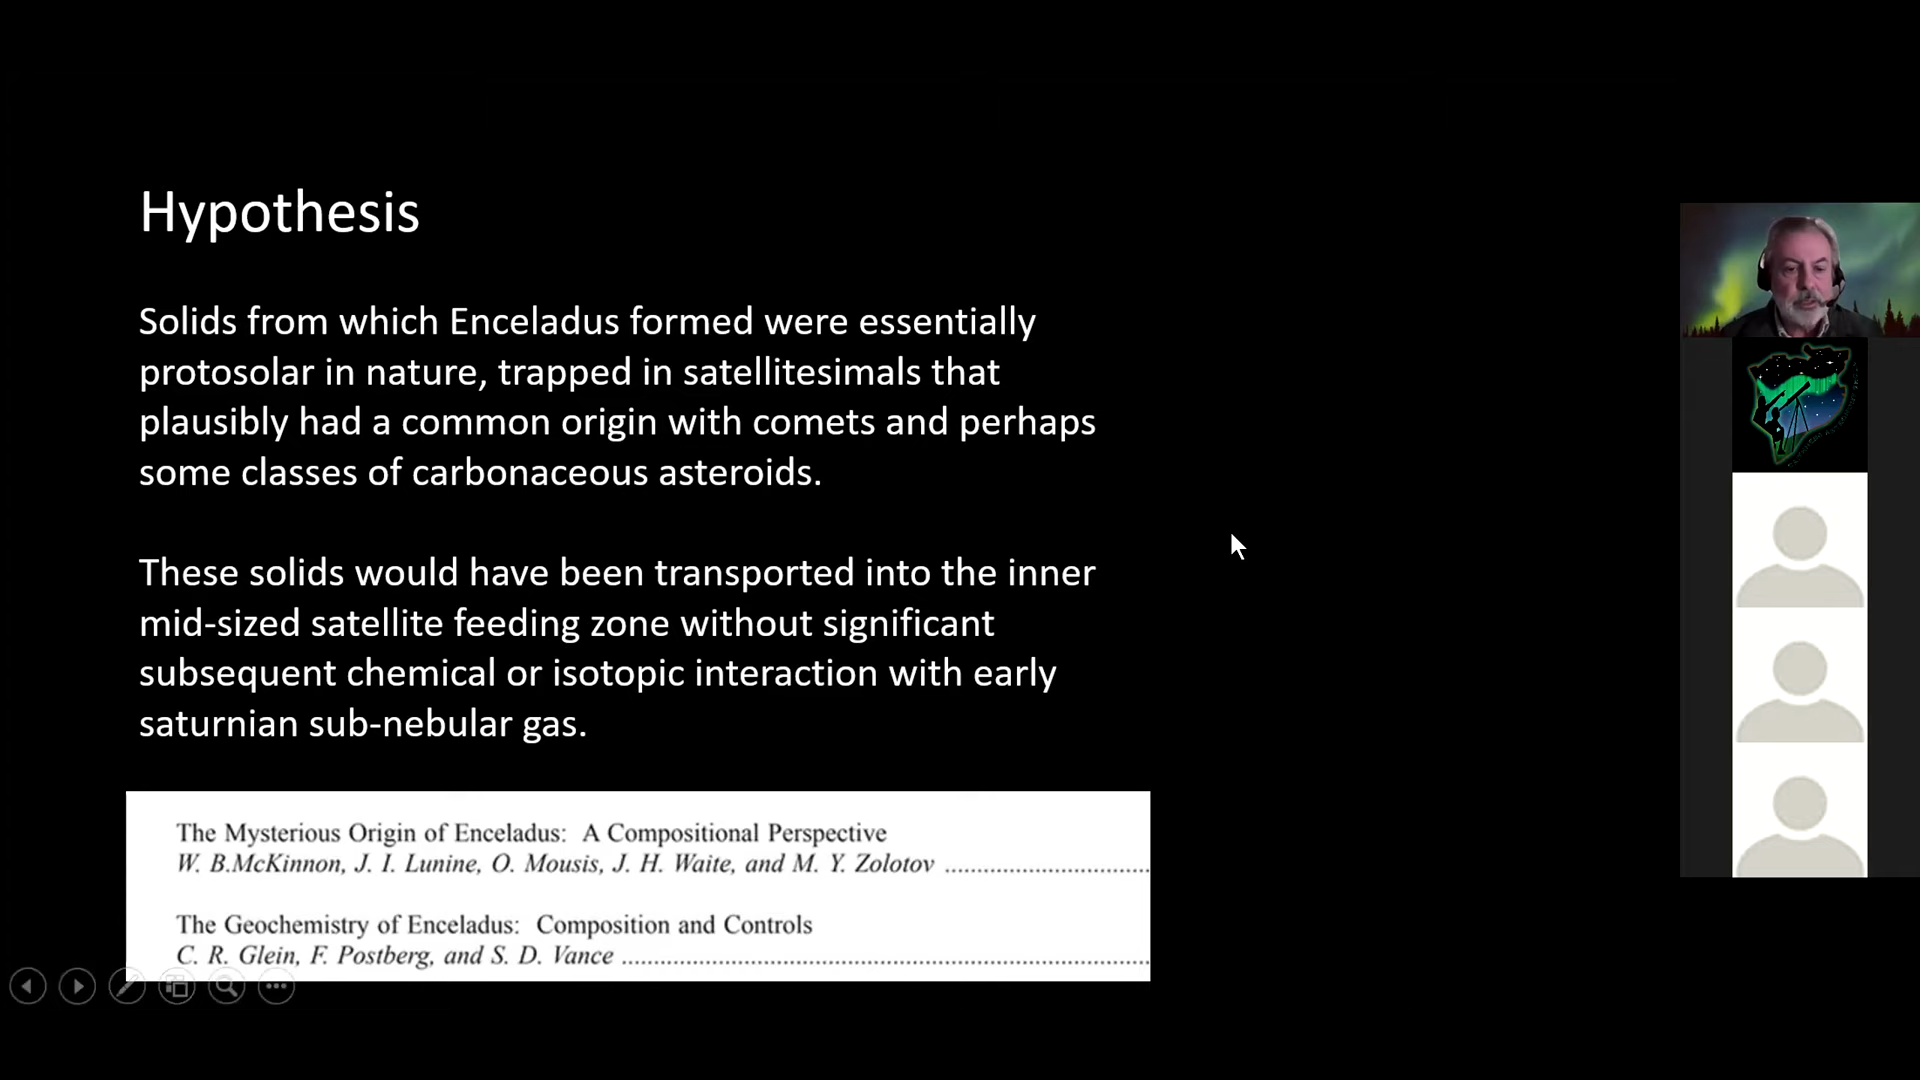 Hypothesis
Solids from which Enceladus formed were essentially
protosolar in nature, trapped in satellitesimals that
plausibly had a common origin with comets and perhaps
some classes of carbonaceous asteroids.
These solids would have been transported into the inner
mid-sized satellite feeding zone without significant
subsequent chemical or isotopic interaction with early
saturnian sub-nebular gas.
The Mysterious Origin of Enceladus: A Compositional Perspective
W. B.McKinnon, J. I. Lunine, O. Mousis, J. H. Waite, and M. Y. Zolotov ................................
The Geochemistry of Enceladus: Composition and Controls
C. R. Glein, F. Postberg, and S. D. Vance ....................................................................................